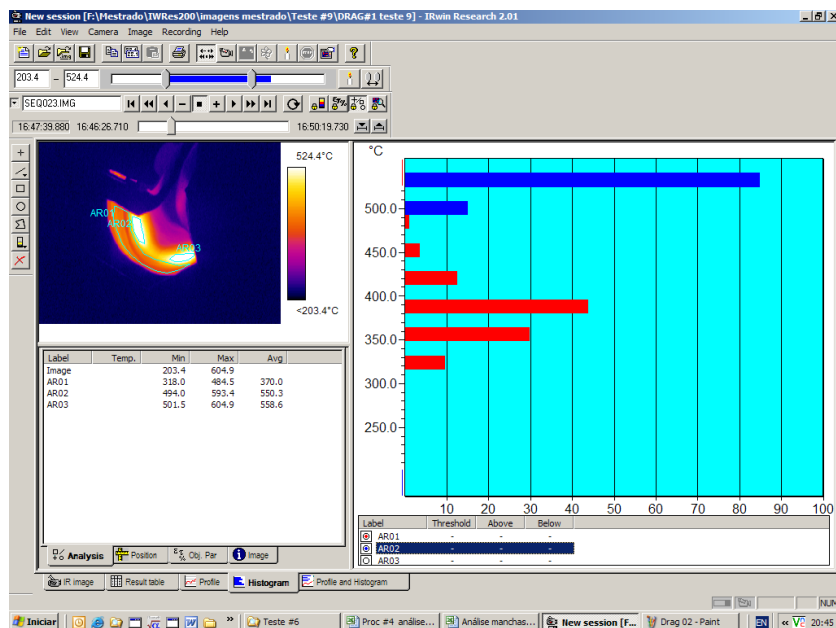 New session [F:\Mestrado\IWRes200\imagens mestrado\Teste #9\DRAG#1 teste 9] - IRwin Research 2.01
File Edit View Camera Image Recording Help
203.4 – 524.4
SEQ023.IMG
16:47:39.880 16:46:26.710 16:50:19.730
524.4°C
AR01
AR02
AR03
<203.4°C
Label Temp. Min Max Avg
Image 203.4 604.9
AR01 318.0 484.5 370.0
AR02 494.0 593.4 550.3
AR03 501.5 604.9 558.6
Analysis Position Obj. Par Image
°C
500.0
450.0
400.0
350.0
300.0
250.0
10 20 30 40 50 60 70 80 90 100
Label Threshold Above Below
AR01 - - -
AR02 - - -
AR03 - - -
IR image Result table Profile Histogram Profile and Histogram
NUM
Iniciar » Teste #6 Proc #4 análise... Análise manchas... New session [F... Drag 02 - Paint EN « 20:45